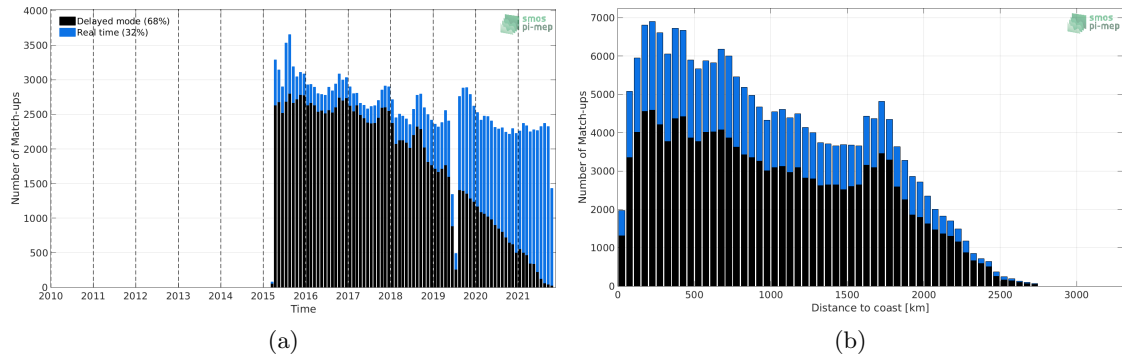 Delayed mode (68%)
Real time (32%)
smos
pi-mep
Number of Match-ups
4000
3500
3000
2500
2000
1500
1000
500
0
2010 2011 2012 2013 2014 2015 2016 2017 2018 2019 2020 2021
Time
(a)
smos
pi-mep
Number of Match-ups
7000
6000
5000
4000
3000
2000
1000
0
0 500 1000 1500 2000 2500 3000
Distance to coast [km]
(b)